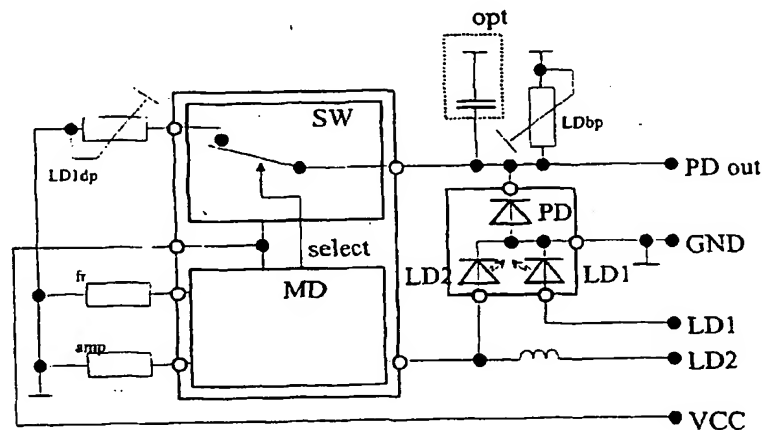 opt
SW
LDbp
LD1dp
PD out
PD
select
GND
LD2
LD1
fr
MD
LD1
amp
LD2
VCC